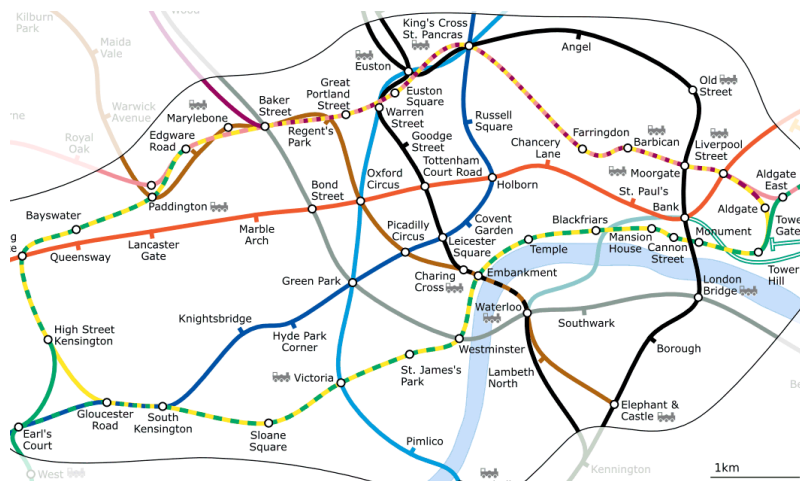 Kilburn
Park
Maida
Vale
Wood
King's Cross
St. Pancras
Angel
Euston
Old
Street
Great
Portland
Street
Euston
Square
Baker
Street
Warren
Street
Marylebone
Regent's
Park
Warwick
Avenue
Russell
Square
Farringdon
Barbican
Liverpool
Street
Edgware
Road
Goodge
Street
Royal
Oak
Chancery
Lane
Moorgate
Tottenham
Court Road
Oxford
Circus
Aldgate
East
Bond
Street
Holborn
St. Paul's
Bank
Paddington
Aldgate
Bayswater
Marble
Arch
Lancaster
Gate
Queensway
Picadilly
Circus
Covent
Garden
Leicester
Square
Blackfriars
Temple
Mansion
House
Cannon
Street
Monument
Tower
Gate
Tower
Hill
Green Park
Charing
Cross
Embankment
London
Bridge
Waterloo
Southwark
Knightsbridge
Hyde Park
Corner
High Street
Kensington
Westminster
Borough
St. James's
Park
Lambeth
North
Victoria
Gloucester
Road
South
Kensington
Sloane
Square
Earl's
Court
Elephant &
Castle
Pimlico
West
Kennington
1km